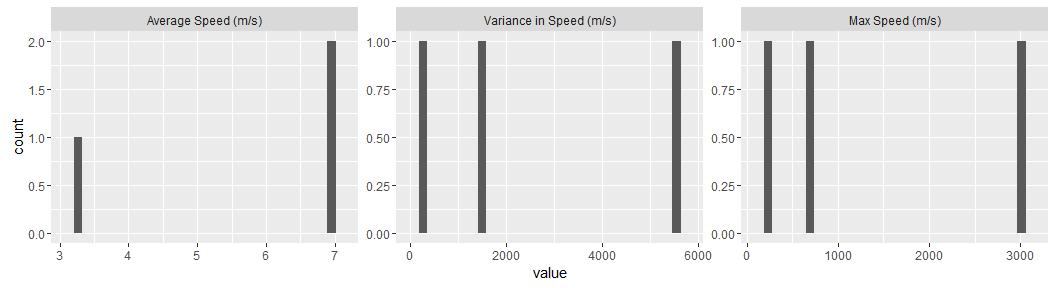 Average Speed (m/s)
Variance in Speed (m/s)
Max Speed (m/s)
count
2.0
1.5
1.0
0.5
0.0
3 4 5 6 7
1.00
0.75
0.50
0.25
0.00
0 2000 4000 6000
1.00
0.75
0.50
0.25
0.00
0 1000 2000 3000
value